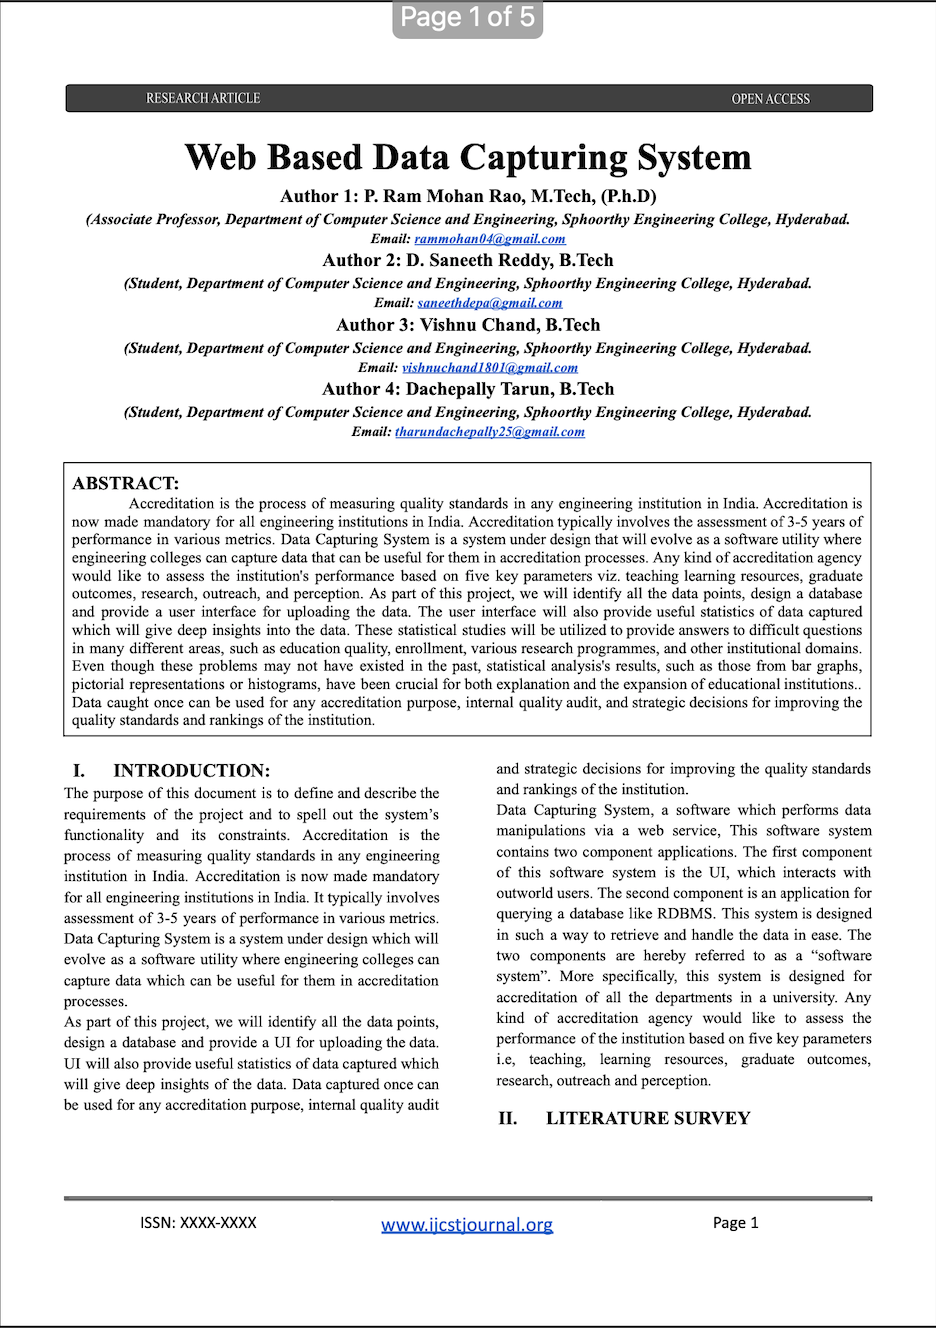 Page 1 of 5
RESEARCH ARTICLE
OPEN ACCESS
Web Based Data Capturing System
Author 1: P. Ram Mohan Rao, M.Tech, (P.h.D)
(Associate Professor, Department of Computer Science and Engineering, Sphoorthy Engineering College, Hyderabad.
Email: rammohan04@gmail.com
Author 2: D. Saneeth Reddy, B.Tech
(Student, Department of Computer Science and Engineering, Sphoorthy Engineering College, Hyderabad.
Email: saneethdepa@gmail.com
Author 3: Vishnu Chand, B.Tech
(Student, Department of Computer Science and Engineering, Sphoorthy Engineering College, Hyderabad.
Email: vishnuchand1801@gmail.com
Author 4: Dachepally Tarun, B.Tech
(Student, Department of Computer Science and Engineering, Sphoorthy Engineering College, Hyderabad.
Email: tharundachepally25@gmail.com
ABSTRACT:
Accreditation is the process of measuring quality standards in any engineering institution in India. Accreditation is
now made mandatory for all engineering institutions in India. Accreditation typically involves the assessment of 3-5 years of
performance in various metrics. Data Capturing System is a system under design that will evolve as a software utility where
engineering colleges can capture data that can be useful for them in accreditation processes. Any kind of accreditation agency
would like to assess the institution's performance based on five key parameters viz. teaching learning resources, graduate
outcomes, research, outreach, and perception. As part of this project, we will identify all the data points, design a database
and provide a user interface for uploading the data. The user interface will also provide useful statistics of data captured
which will give deep insights into the data. These statistical studies will be utilized to provide answers to difficult questions
in many different areas, such as education quality, enrollment, various research programmes, and other institutional domains.
Even though these problems may not have existed in the past, statistical analysis's results, such as those from bar graphs,
pictorial representations or histograms, have been crucial for both explanation and the expansion of educational institutions..
Data caught once can be used for any accreditation purpose, internal quality audit, and strategic decisions for improving the
quality standards and rankings of the institution.
I. INTRODUCTION:
The purpose of this document is to define and describe the
requirements of the project and to spell out the system’s
functionality and its constraints. Accreditation is the
process of measuring quality standards in any engineering
institution in India. Accreditation is now made mandatory
for all engineering institutions in India. It typically involves
assessment of 3-5 years of performance in various metrics.
Data Capturing System is a system under design which will
evolve as a software utility where engineering colleges can
capture data which can be useful for them in accreditation
processes.
As part of this project, we will identify all the data points,
design a database and provide a UI for uploading the data.
UI will also provide useful statistics of data captured which
will give deep insights of the data. Data captured once can
be used for any accreditation purpose, internal quality audit
and strategic decisions for improving the quality standards
and rankings of the institution.
Data Capturing System, a software which performs data
manipulations via a web service, This software system
contains two component applications. The first component
of this software system is the UI, which interacts with
outworld users. The second component is an application for
querying a database like RDBMS. This system is designed
in such a way to retrieve and handle the data in ease. The
two components are hereby referred to as a “software
system”. More specifically, this system is designed for
accreditation of all the departments in a university. Any
kind of accreditation agency would like to assess the
performance of the institution based on five key parameters
i.e, teaching, learning resources, graduate outcomes,
research, outreach and perception.
II. LITERATURE SURVEY
ISSN: XXXX-XXXX
www.ijcstjournal.org
Page 1